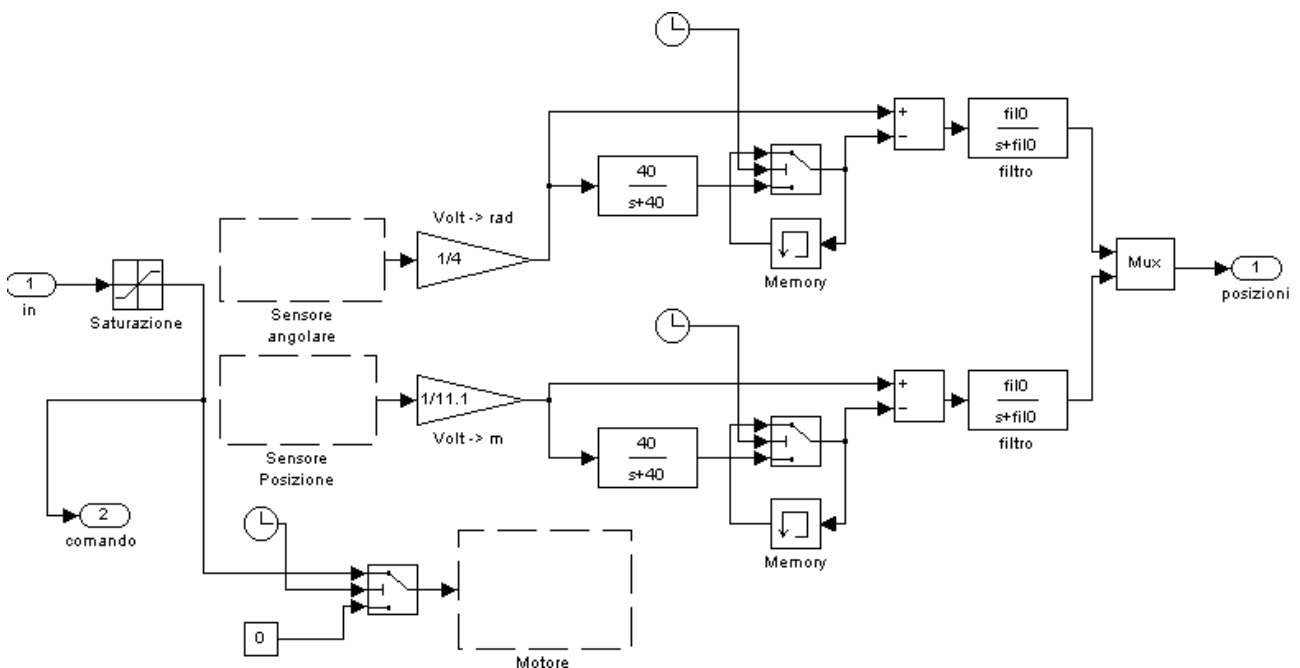 +
−
fil0
s+fil0
filtro
40
s+40
Volt -> rad
1/4
Memory
Mux
1
posizioni
1
in
Saturazione
Sensore
angolare
+
−
fil0
s+fil0
filtro
1/11.1
Volt -> m
40
s+40
Sensore
Posizione
2
comando
Memory
0
Motore